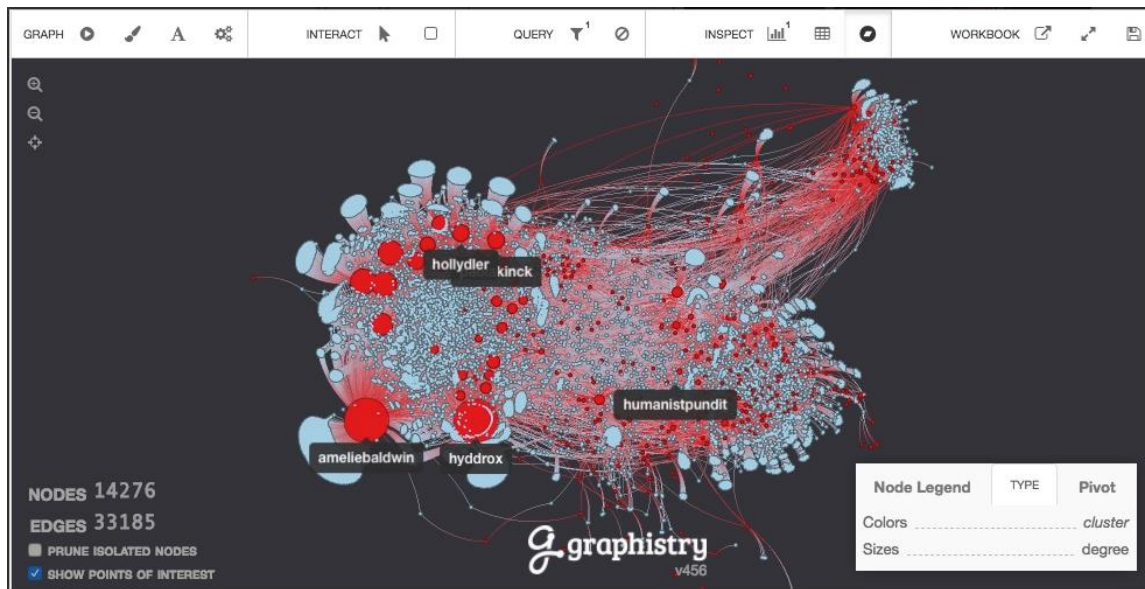 GRAPH A INTERACT QUERY 1 INSPECT 1 WORKBOOK
hollydler kinck
humanistpundit
ameliebaldwin hyddrox
NODES 14276
EDGES 33185
PRUNE ISOLATED NODES
SHOW POINTS OF INTEREST
graphistry
v456
Node Legend TYPE Pivot
Colors cluster
Sizes degree